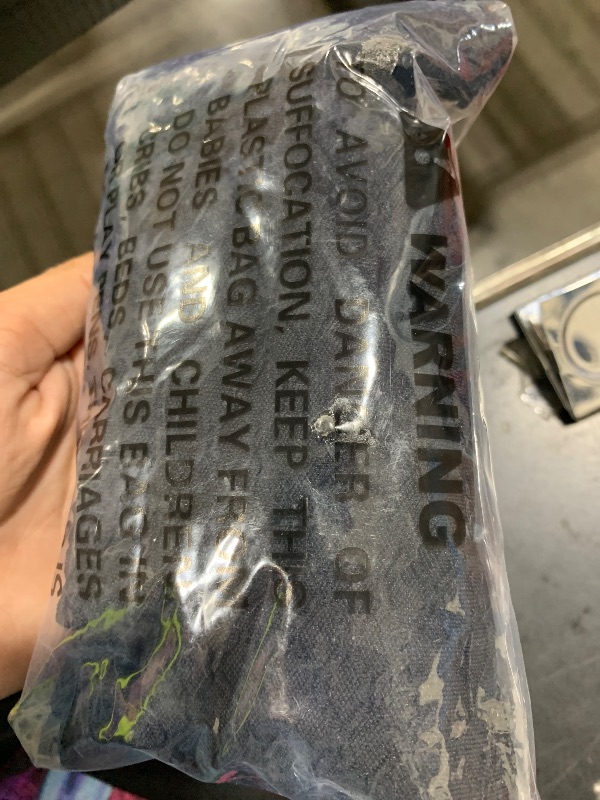 WARNING
TO AVOID DANGER OF
SUFFOCATION, KEEP THIS
PLASTIC BAG AWAY FROM
BABIES AND CHILDREN
DO NOT USE THIS BAG IN
CRIBS, BEDS, CARRIAGES
PLAY